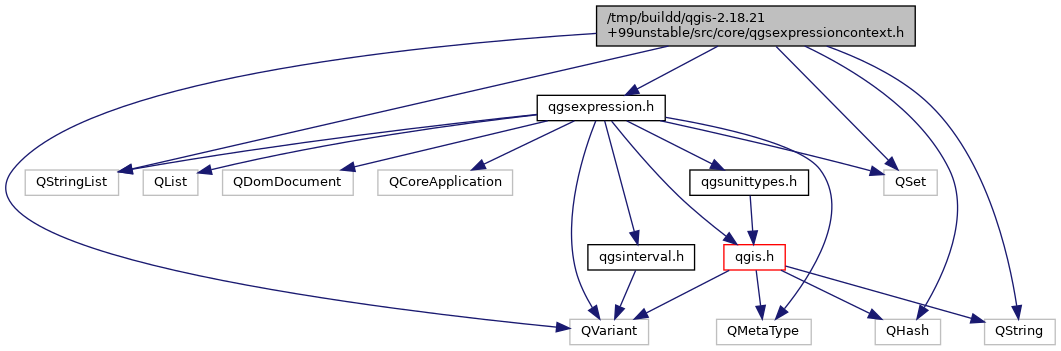 /tmp/buildd/qgis-2.18.21
+99unstable/src/core/qgsexpressioncontext.h
qgsexpression.h
QStringList
QList
QDomDocument
QCoreApplication
qgsunittypes.h
QSet
qgsinterval.h
qgis.h
QVariant
QMetaType
QHash
QString